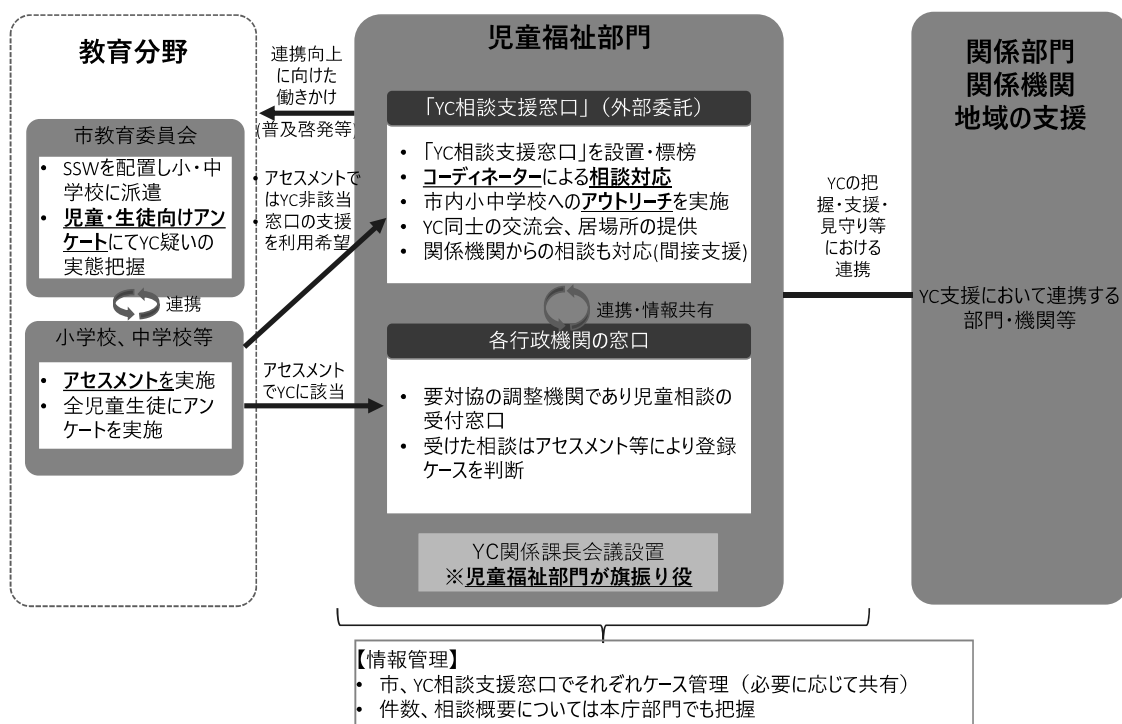 教育分野
市教育委員会
• SSWを配置し小・中
学校に派遣
• 児童・生徒向けアン
ケートにてYC疑いの
実態把握
連携
小学校、中学校等
• アセスメントを実施
• 全児童生徒にアン
ケートを実施
連携向上
に向けた
働きかけ
(普及啓発等)
• アセスメントで
はYC非該当
• 窓口の支援
を利用希望
アセスメント
でYCに該当
児童福祉部門
「YC相談支援窓口」（外部委託）
• 「YC相談支援窓口」を設置・標榜
• コーディネーターによる相談対応
• 市内小中学校へのアウトリーチを実施
• YC同士の交流会、居場所の提供
• 関係機関からの相談も対応(間接支援)
連携・情報共有
各行政機関の窓口
• 要対協の調整機関であり児童相談の
受付窓口
• 受けた相談はアセスメント等により登録
ケースを判断
YC関係課長会議設置
※児童福祉部門が旗振り役
YCの把
握・支援・
見守り等
における
連携
関係部門
関係機関
地域の支援
YC支援において連携する
部門・機関等
【情報管理】
• 市、YC相談支援窓口でそれぞれケース管理（必要に応じて共有）
• 件数、相談概要については本庁部門でも把握